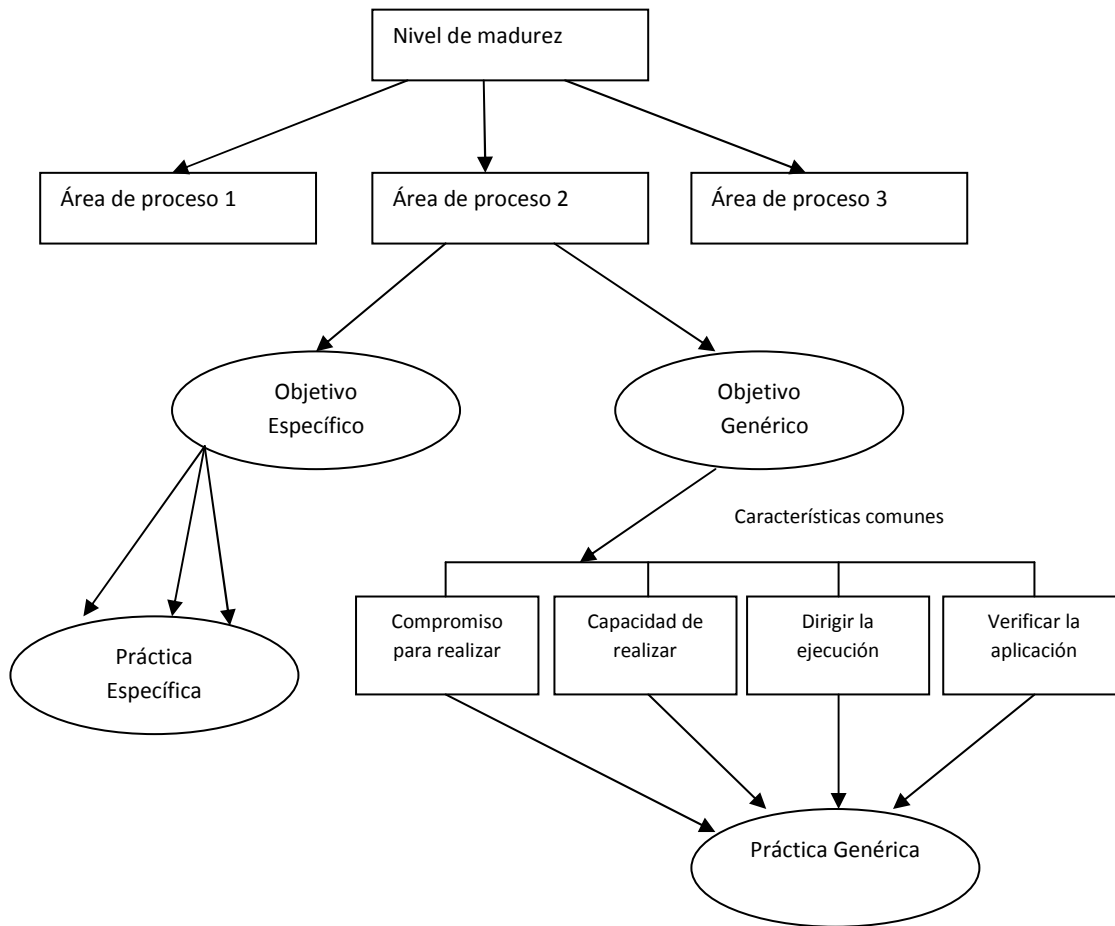 Nivel de madurez
Área de proceso 1
Área de proceso 2
Área de proceso 3
Objetivo
Específico
Objetivo
Genérico
Características comunes
Compromiso
para realizar
Capacidad de
realizar
Dirigir la
ejecución
Verificar la
aplicación
Práctica
Específica
Práctica Genérica